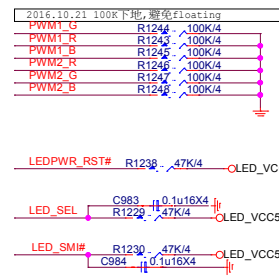 2016.10.21 100K下地,避免floating
PWM1_G R1244 100K/4
PWM1_R R1243 100K/4
PWM1_B R1245 100K/4
PWM2_R R1246 100K/4
PWM2_G R1247 100K/4
PWM2_B R1248 100K/4
LEDPWR_RST# R1238 47K/4 LED_VC
C983 0.1u16X4
LED_SEL R1229 47K/4 LED_VCC5
LED_SMI# R1230 47K/4 LED_VCC5
C984 0.1u16X4